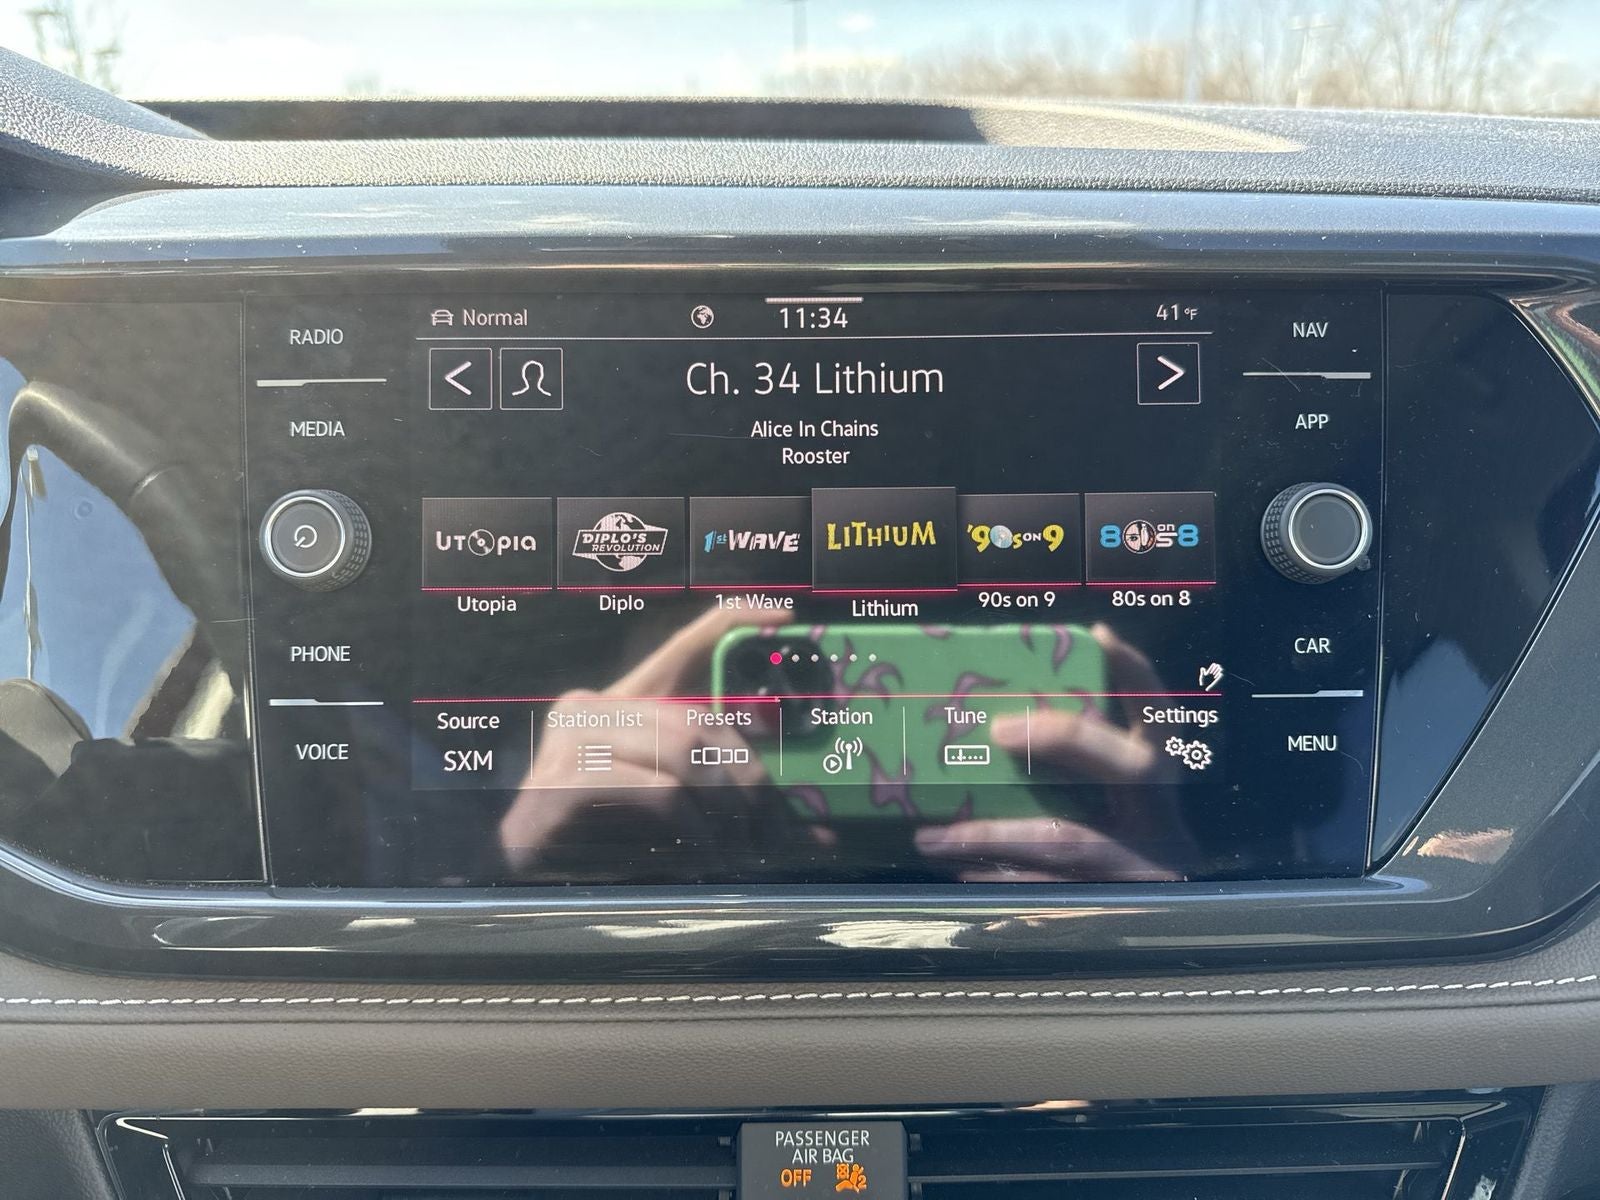 Normal
11:34
41 °F
RADIO
MEDIA
PHONE
VOICE
Ch. 34 Lithium
Alice In Chains
Rooster
UTOPIA
DIPLO'S
REVOLUTION
1st WAVE
LITHIUM
'90s ON 9
80s ON 8
Utopia
Diplo
1st Wave
Lithium
90s on 9
80s on 8
Source
SXM
Station list
Presets
Station
Tune
Settings
NAV
APP
CAR
MENU
PASSENGER
AIR BAG
OFF
2